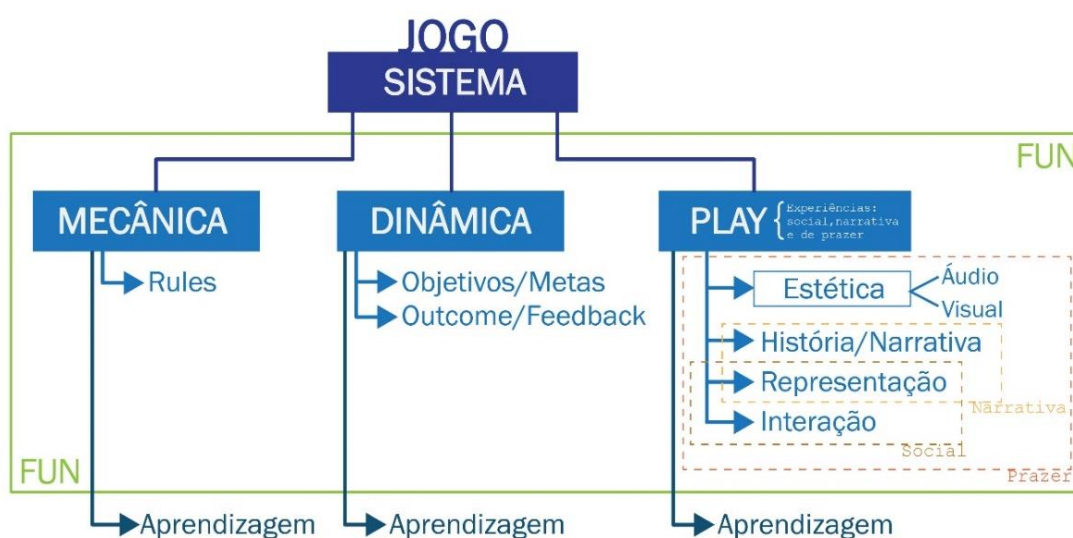 JOGO
SISTEMA
FUN
MECÂNICA
DINÂMICA
PLAY
Experiências:
social,narrativa
e de prazer
Rules
Objetivos/Metas
Outcome/Feedback
Estética
Áudio
Visual
História/Narrativa
Representação
Narrativa
Interação
Social
Prazer
FUN
Aprendizagem
Aprendizagem
Aprendizagem